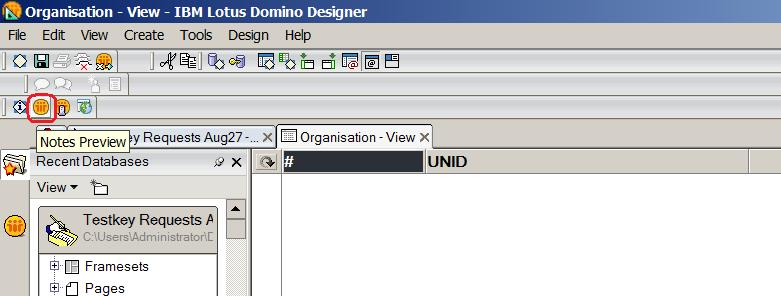 Organisation - View - IBM Lotus Domino Designer
File Edit View Create Tools Design Help
Notes Preview
key Requests Aug27 -...
Organisation - View
Recent Databases
# UNID
View
Testkey Requests A
C:\Users\Administrator\D
Framesets
Pages